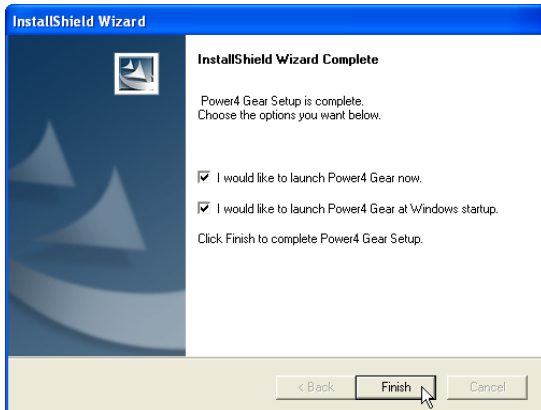 InstallShield Wizard
InstallShield Wizard Complete
Power4 Gear Setup is complete.
Choose the options you want below.
I would like to launch Power4 Gear now.
I would like to launch Power4 Gear at Windows startup.
Click Finish to complete Power4 Gear Setup.
< Back Finish Cancel